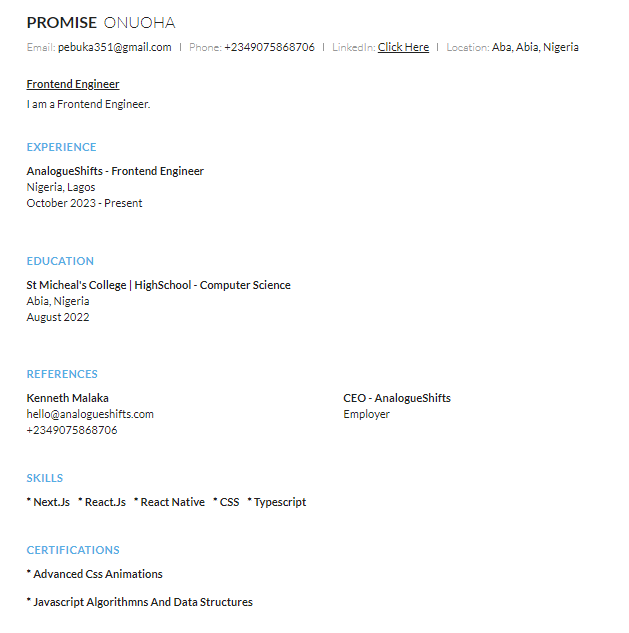 PROMISE ONUOHA
Email: pebuka351@gmail.com | Phone: +2349075868706 | LinkedIn: Click Here | Location: Aba, Abia, Nigeria
Frontend Engineer
I am a Frontend Engineer.
EXPERIENCE
AnalogueShifts - Frontend Engineer
Nigeria, Lagos
October 2023 - Present
EDUCATION
St Micheal's College | HighSchool - Computer Science
Abia, Nigeria
August 2022
REFERENCES
Kenneth Malaka
hello@analogueshifts.com
+2349075868706
CEO - AnalogueShifts
Employer
SKILLS
* Next.Js * React.Js * React Native * CSS * Typescript
CERTIFICATIONS
* Advanced Css Animations
* Javascript Algorithmns And Data Structures